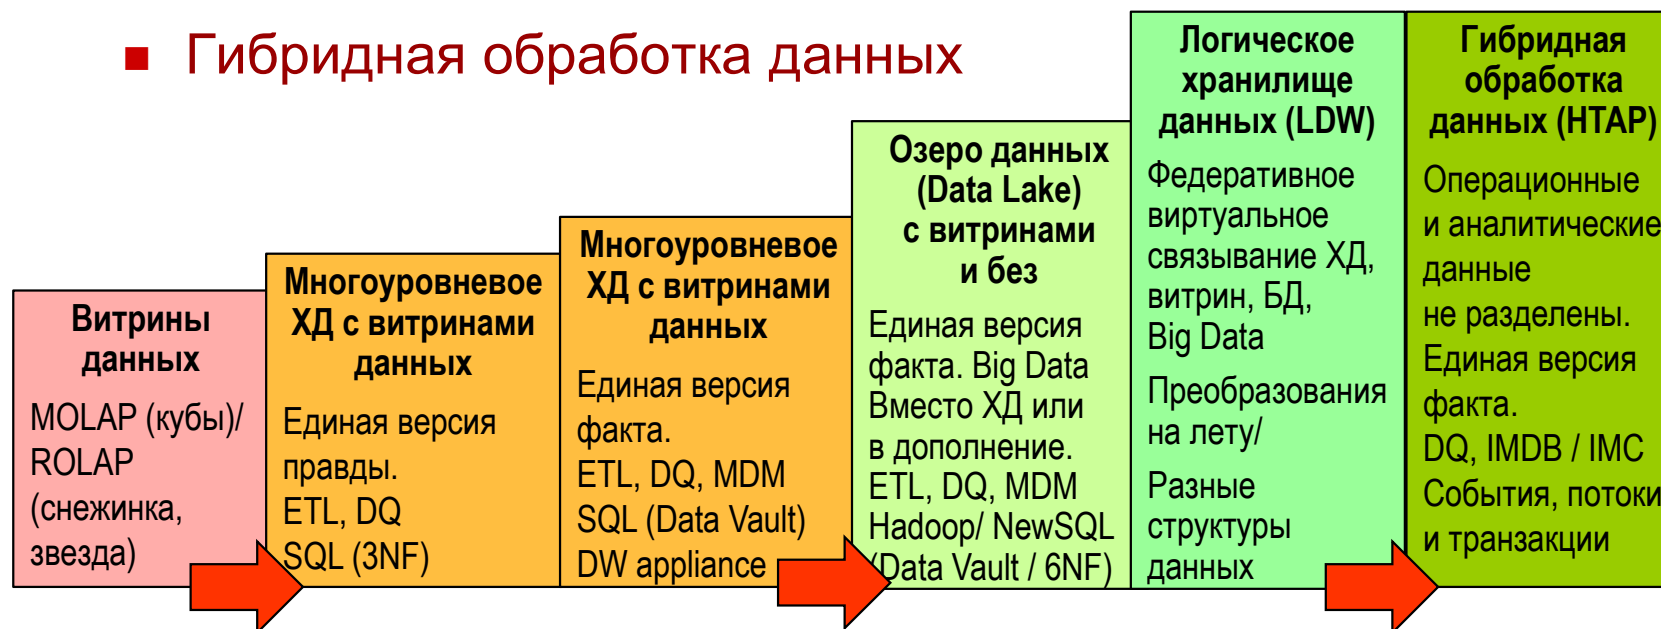 Гибридная обработка данных
Витрины
данных
MOLAP (кубы)/
ROLAP
(снежинка,
звезда)
Многоуровневое
ХД с витринами
данных
Единая версия
правды.
ETL, DQ
SQL (3NF)
Многоуровневое
ХД с витринами
данных
Единая версия
факта.
ETL, DQ, MDM
SQL (Data Vault)
DW appliance
Озеро данных
(Data Lake)
с витринами
и без
Единая версия
факта. Big Data
Вместо ХД или
в дополнение.
ETL, DQ, MDM
Hadoop/ NewSQL
(Data Vault / 6NF)
Логическое
хранилище
данных (LDW)
Федеративное
виртуальное
связывание ХД,
витрин, БД,
Big Data
Преобразования
на лету/
Разные
структуры
данных
Гибридная
обработка
данных (HTAP)
Операционные
и аналитические
данные
не разделены.
Единая версия
факта.
DQ, IMDB / IMC
События, потоки
и транзакции